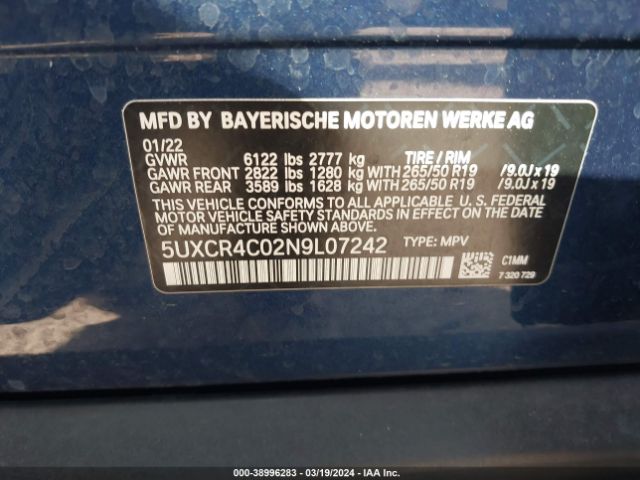 MFD BY BAYERISCHE MOTOREN WERKE AG
01/22
GVWR 6122 lbs 2777 kg TIRE / RIM
GAWR FRONT 2822 lbs 1280 kg WITH 265/50 R19 /9.0J x 19
GAWR REAR 3589 lbs 1628 kg WITH 265/50 R19 /9.0J x 19
THIS VEHICLE CONFORMS TO ALL APPLICABLE U. S. FEDERAL
MOTOR VEHICLE SAFETY STANDARDS IN EFFECT ON THE
DATE OF MANUFACTURE SHOWN ABOVE.
5UXCR4C02N9L07242 TYPE: MPV
C1MM
7 320 729
000-38996283 - 03/19/2024 - IAA Inc.